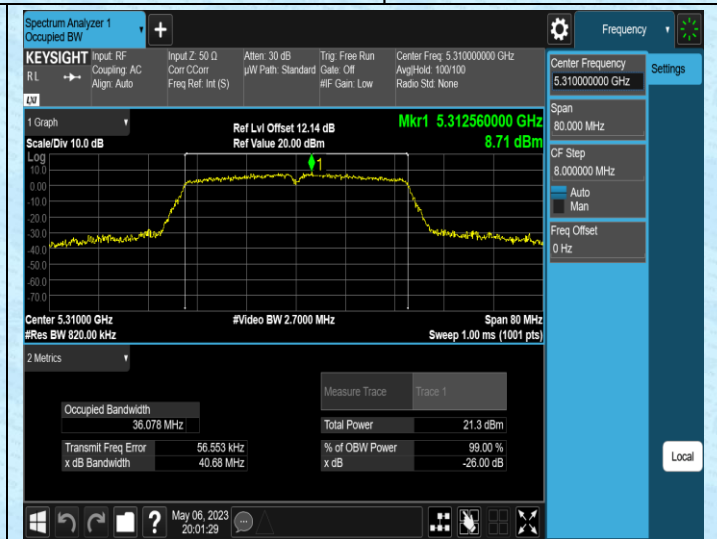 Spectrum Analyzer 1
Occupied BW
Frequency
KEYSIGHT
RL
LXI
Input: RF
Coupling: AC
Align: Auto
Input Z: 50 Ω
Corr CCorr
Freq Ref: Int (S)
Atten: 30 dB
µW Path: Standard
Trig: Free Run
Gate: Off
#IF Gain: Low
Center Freq: 5.310000000 GHz
Avg|Hold: 100/100
Radio Std: None
1 Graph
Scale/Div 10.0 dB
Ref Lvl Offset 12.14 dB
Ref Value 20.00 dBm
Mkr1 5.312560000 GHz
8.71 dBm
Log
10.0
0.00
-10.0
-20.0
-30.0
-40.0
-50.0
-60.0
-70.0
1
Center 5.31000 GHz
#Res BW 820.00 kHz
#Video BW 2.7000 MHz
Span 80 MHz
Sweep 1.00 ms (1001 pts)
2 Metrics
Measure Trace
Trace 1
Occupied Bandwidth
36.078 MHz
Total Power
21.3 dBm
Transmit Freq Error
56.553 kHz
% of OBW Power
99.00 %
x dB Bandwidth
40.68 MHz
x dB
-26.00 dB
May 06, 2023
20:01:29
Center Frequency
5.310000000 GHz
Settings
Span
80.000 MHz
CF Step
8.000000 MHz
Auto
Man
Freq Offset
0 Hz
Local